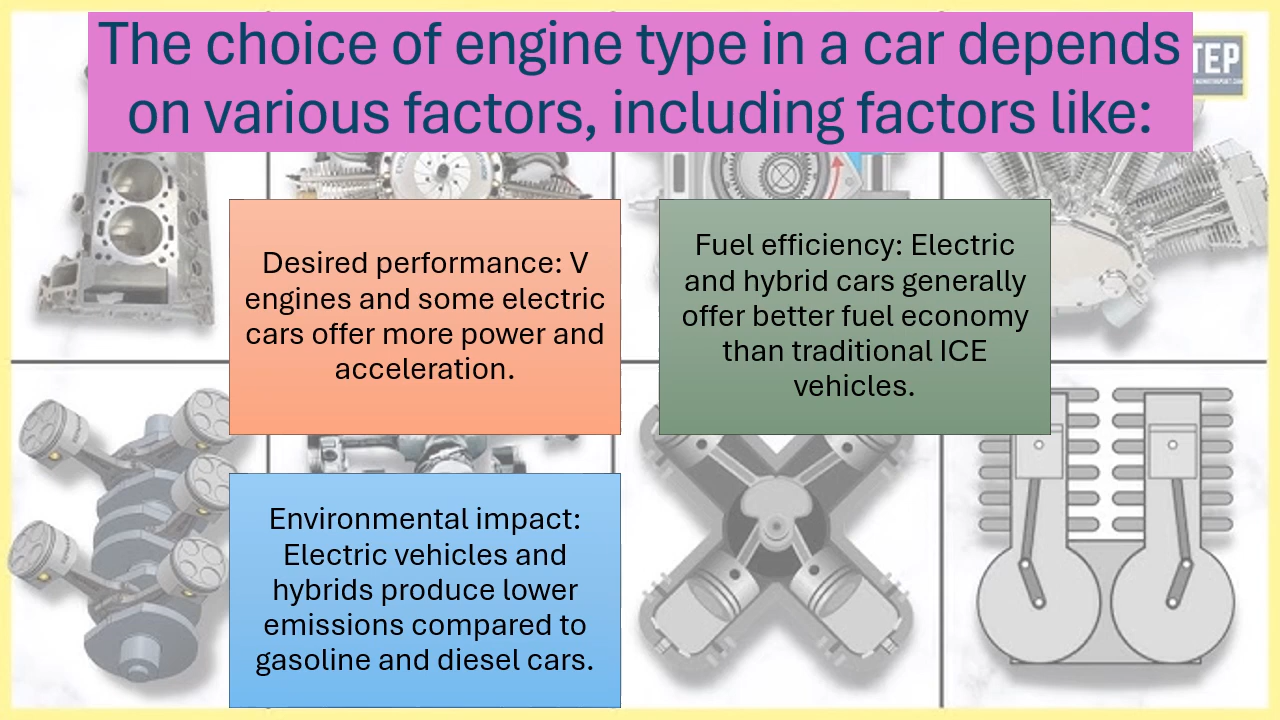 The choice of engine type in a car depends
on various factors, including factors like:
TEP
Desired performance: V
engines and some electric
cars offer more power and
acceleration.
Fuel efficiency: Electric
and hybrid cars generally
offer better fuel economy
than traditional ICE
vehicles.
Environmental impact:
Electric vehicles and
hybrids produce lower
emissions compared to
gasoline and diesel cars.